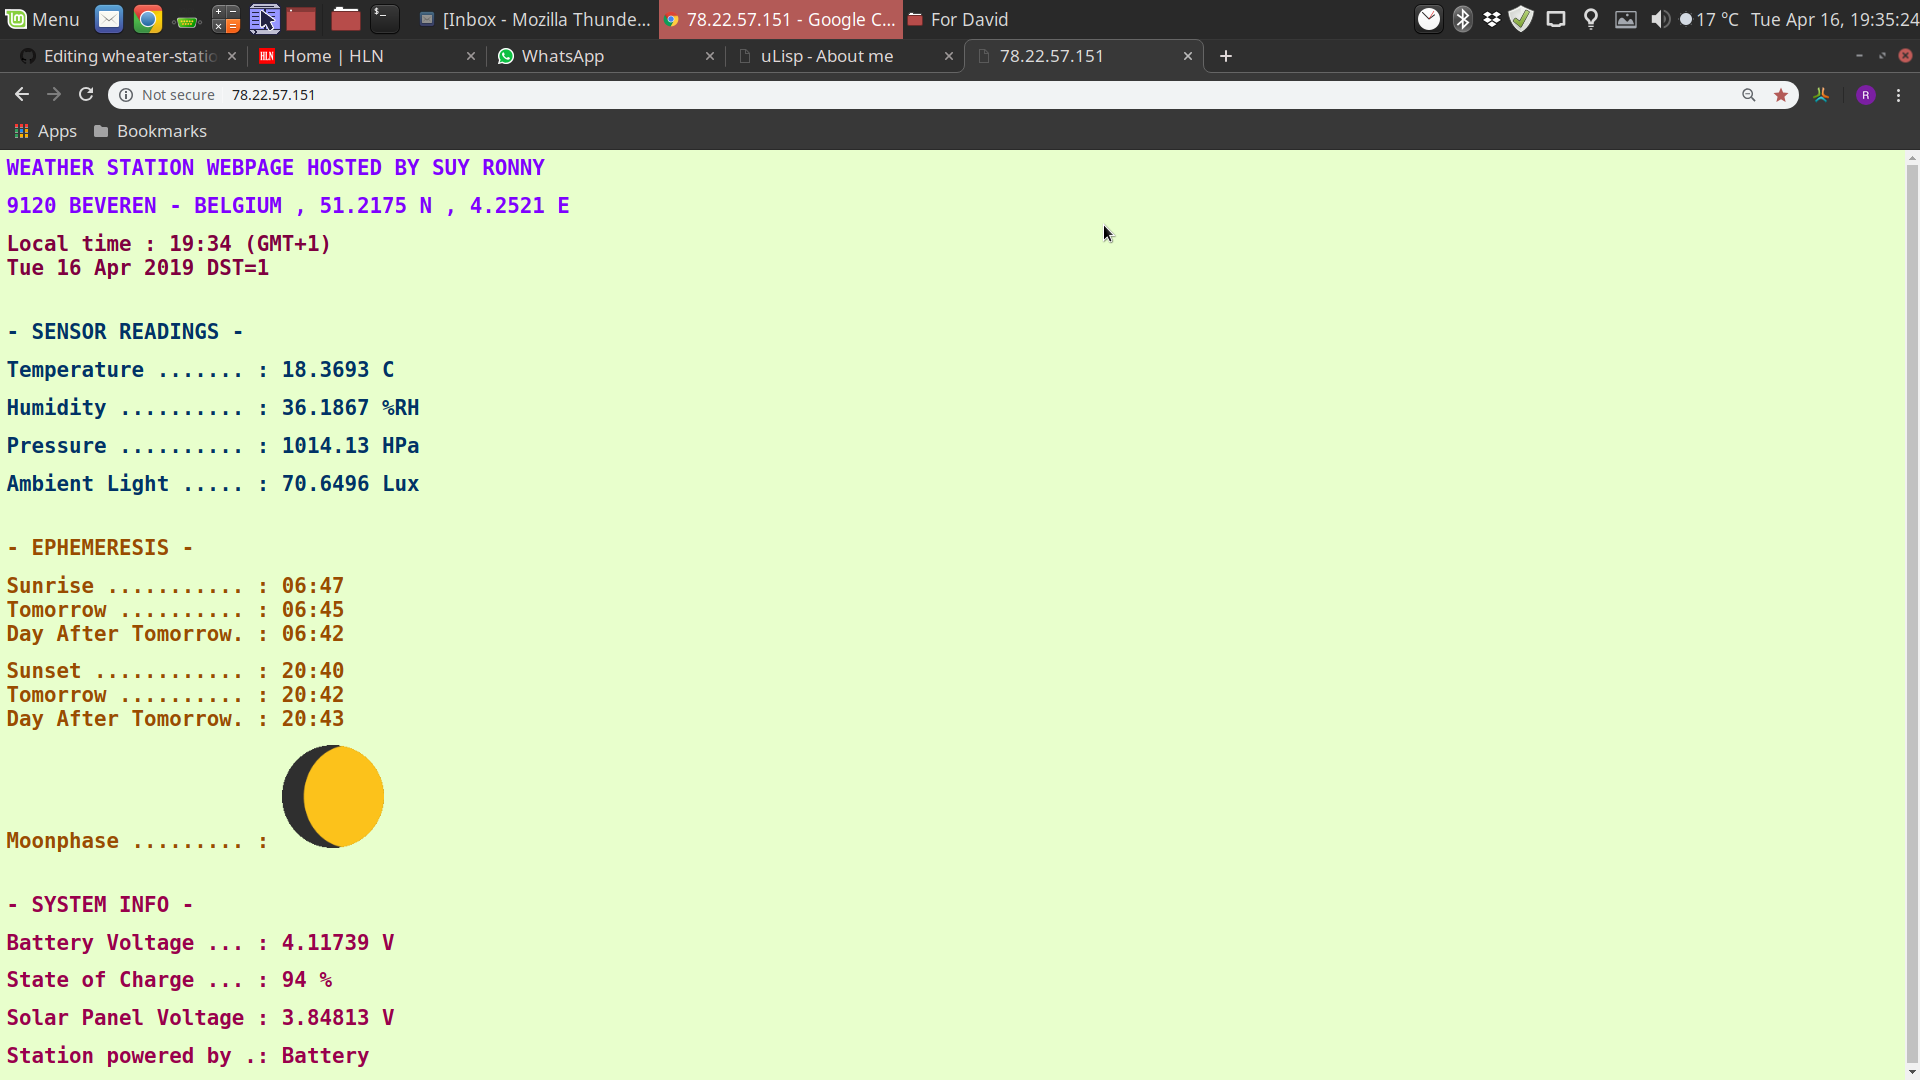 Menu
[Inbox - Mozilla Thunde...
78.22.57.151 - Google C...
For David
17 °C
Tue Apr 16, 19:35:24
Editing wheater-statio
HLN
Home | HLN
WhatsApp
uLisp - About me
78.22.57.151
Not secure
78.22.57.151
R
Apps
Bookmarks
WEATHER STATION WEBPAGE HOSTED BY SUY RONNY
9120 BEVEREN - BELGIUM , 51.2175 N , 4.2521 E
Local time : 19:34 (GMT+1)
Tue 16 Apr 2019 DST=1
- SENSOR READINGS -
Temperature ....... : 18.3693 C
Humidity .......... : 36.1867 %RH
Pressure .......... : 1014.13 HPa
Ambient Light ..... : 70.6496 Lux
- EPHEMERESIS -
Sunrise ........... : 06:47
Tomorrow .......... : 06:45
Day After Tomorrow. : 06:42
Sunset ............ : 20:40
Tomorrow .......... : 20:42
Day After Tomorrow. : 20:43
Moonphase ......... :
- SYSTEM INFO -
Battery Voltage ... : 4.11739 V
State of Charge ... : 94 %
Solar Panel Voltage : 3.84813 V
Station powered by .: Battery